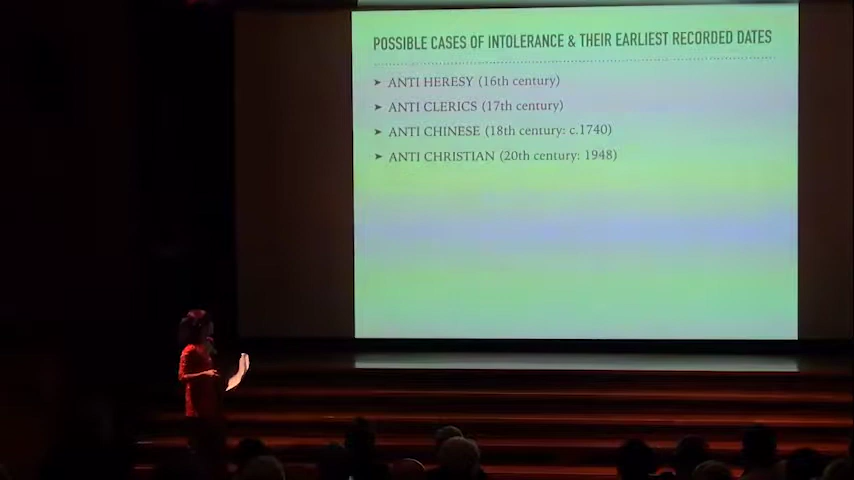 POSSIBLE CASES OF INTOLERANCE & THEIR EARLIEST RECORDED DATES
➤ ANTI HERESY (16th century)
➤ ANTI CLERICS (17th century)
➤ ANTI CHINESE (18th century: c.1740)
➤ ANTI CHRISTIAN (20th century: 1948)